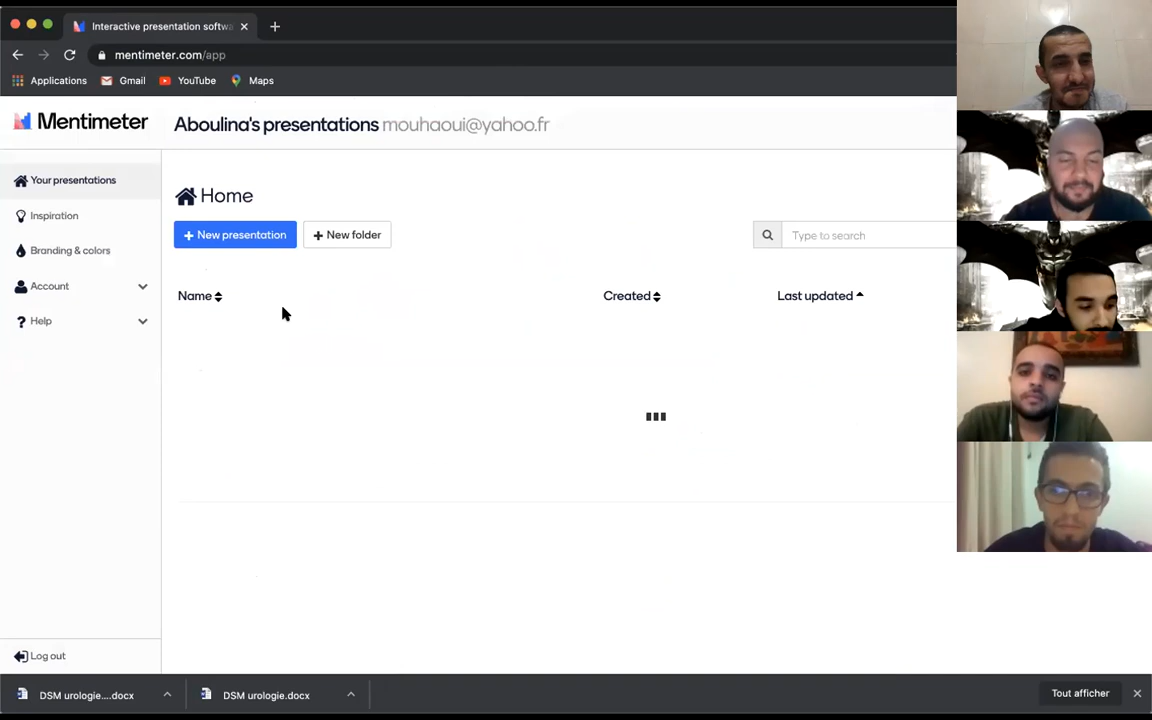 Interactive presentation softwa
mentimeter.com/app
Applications Gmail YouTube Maps
Mentimeter
Aboulina's presentations mouhaoui@yahoo.fr
Your presentations
Inspiration
Branding & colors
Account
Help
Home
+ New presentation + New folder
Type to search
Name Created Last updated
Log out
DSM urologie....docx DSM urologie.docx Tout afficher